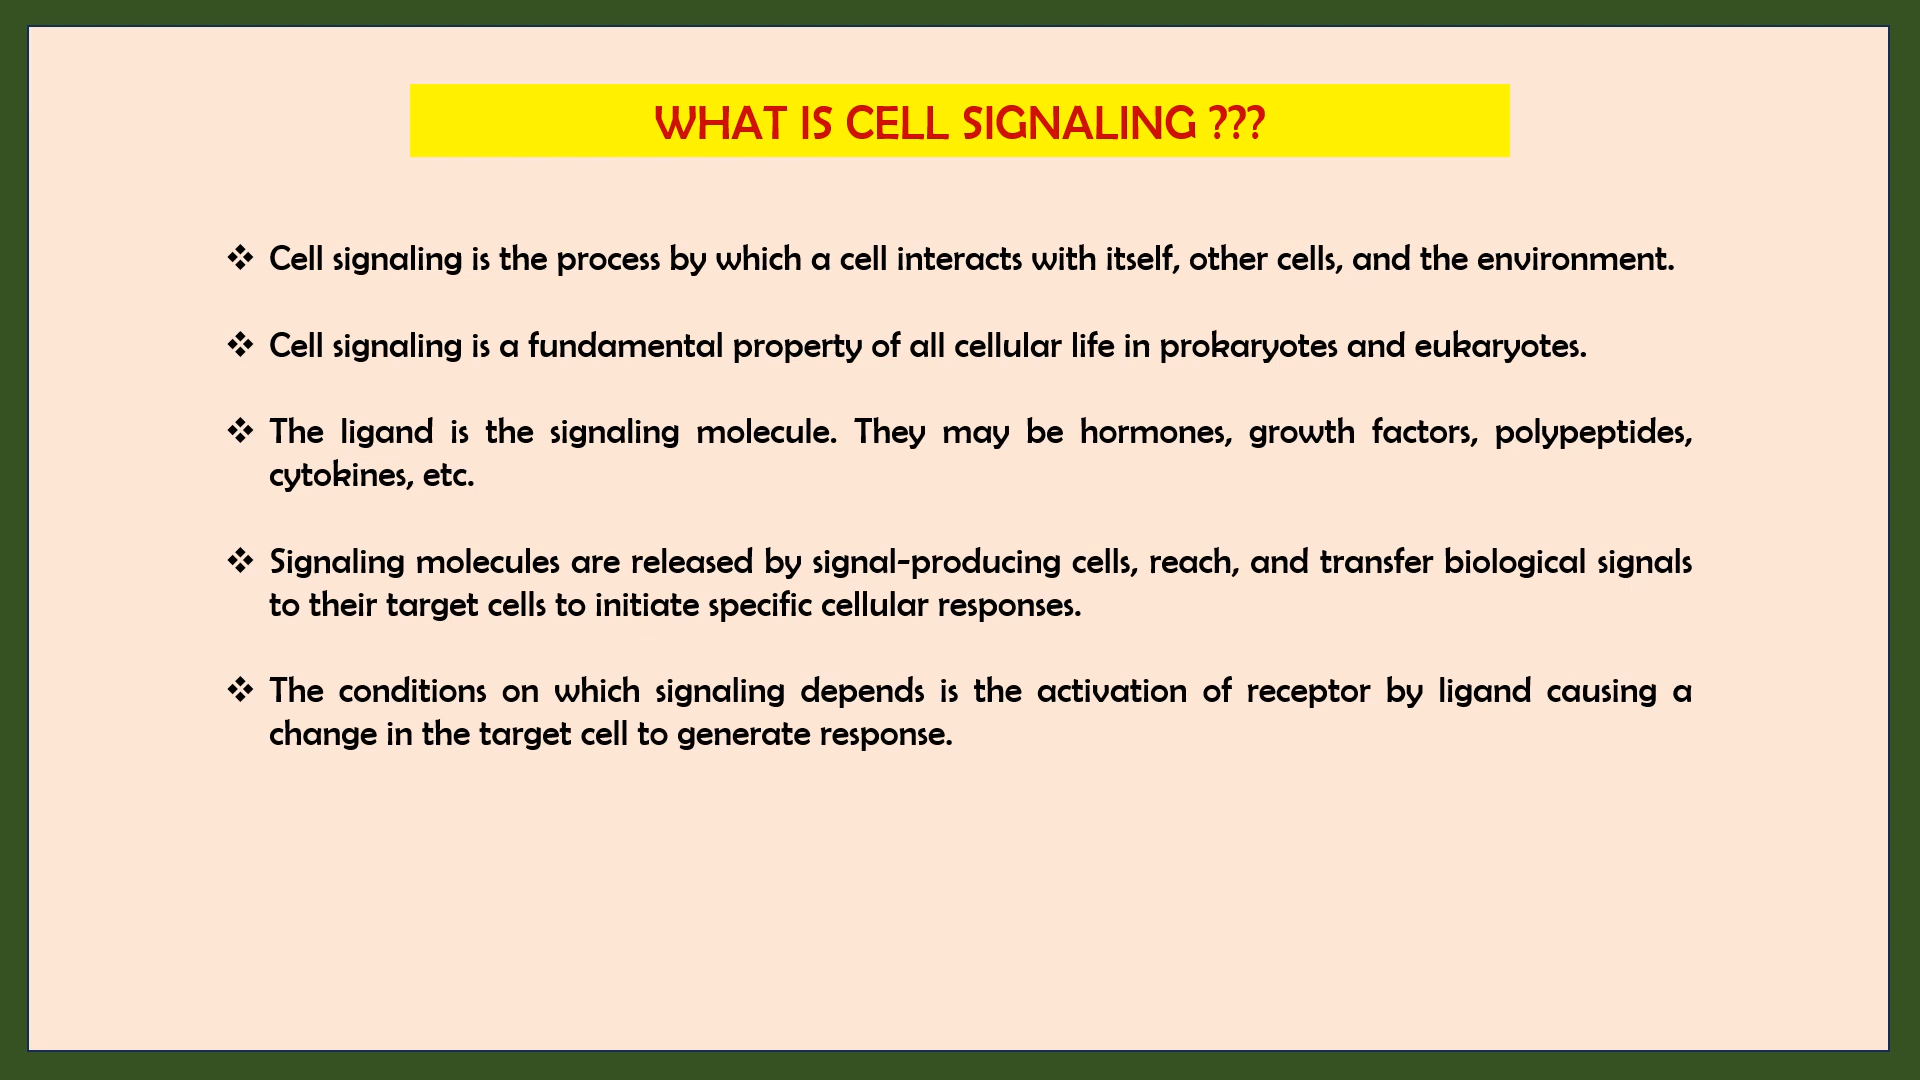 WHAT IS CELL SIGNALING ???
❖ Cell signaling is the process by which a cell interacts with itself, other cells, and the environment.
❖ Cell signaling is a fundamental property of all cellular life in prokaryotes and eukaryotes.
❖ The ligand is the signaling molecule. They may be hormones, growth factors, polypeptides,
cytokines, etc.
❖ Signaling molecules are released by signal-producing cells, reach, and transfer biological signals
to their target cells to initiate specific cellular responses.
❖ The conditions on which signaling depends is the activation of receptor by ligand causing a
change in the target cell to generate response.